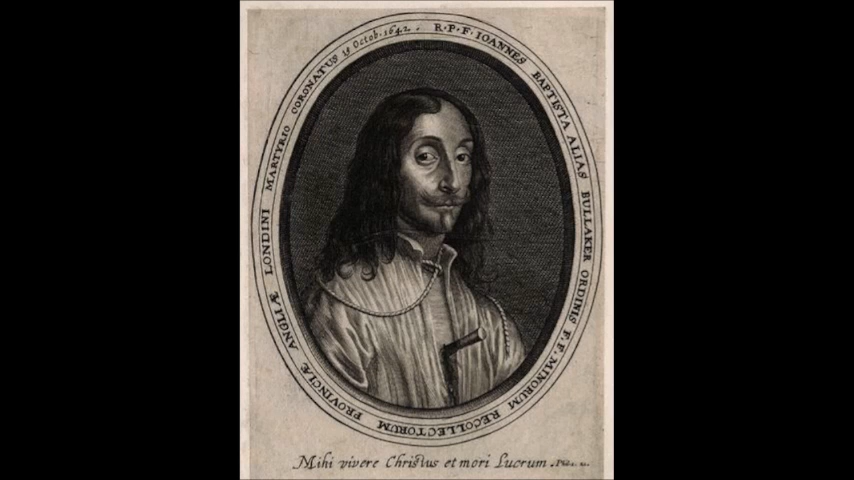 R·P·F· IOANNES BAPTISTA ALIAS BULLAKER ORDINIS F.F. MINORUM RECOLLECTORUM PROVINCIÆ ANGLIÆ LONDINI MARTYRIO CORONATUS Octob. 1642.
Mihi vivere Christus et mori Lucrum.